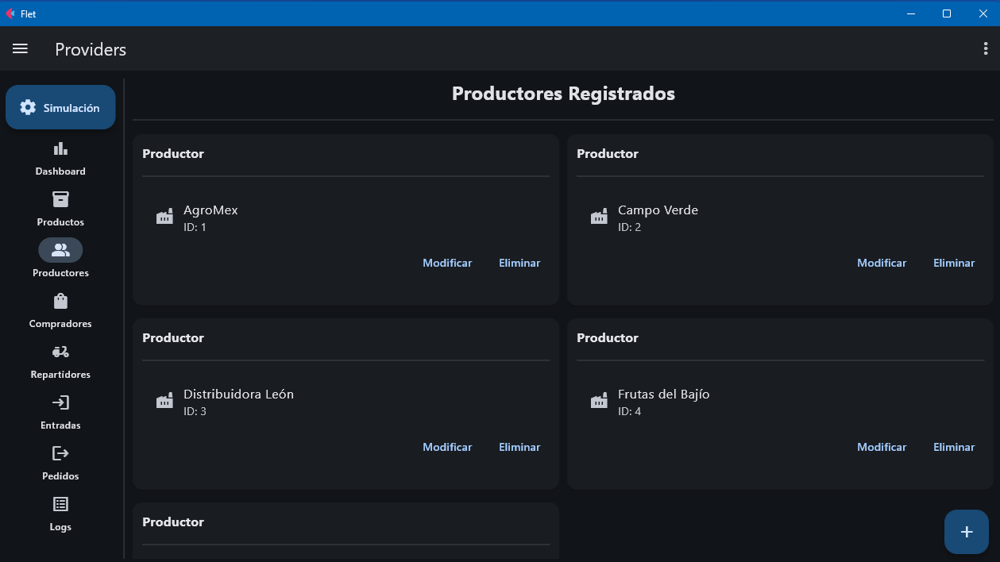 Flet
Providers
Simulación
Dashboard
Productos
Productores
Compradores
Repartidores
Entradas
Pedidos
Logs
Productores Registrados
Productor
AgroMex
ID: 1
Modificar Eliminar
Productor
Campo Verde
ID: 2
Modificar Eliminar
Productor
Distribuidora León
ID: 3
Modificar Eliminar
Productor
Frutas del Bajío
ID: 4
Modificar Eliminar
Productor